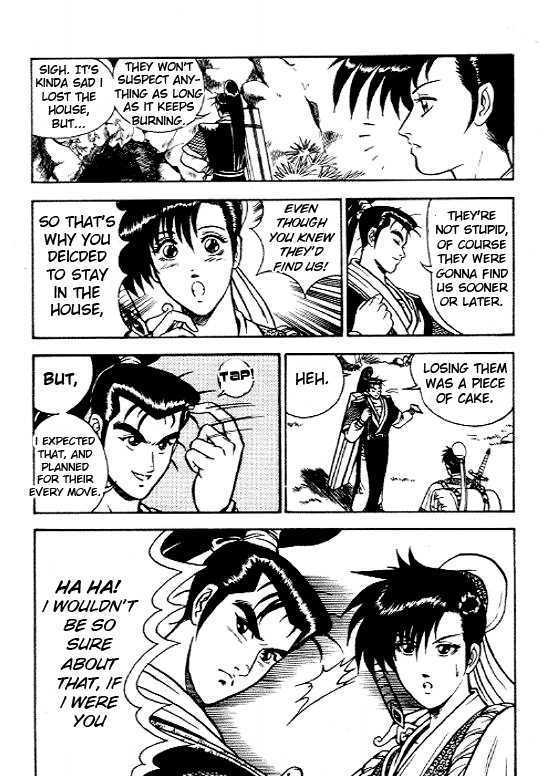 SIGH. IT'S
KINDA SAD I
LOST THE
HOUSE,
BUT...
THEY WON'T
SUSPECT ANY-
THING AS LONG
AS IT KEEPS
BURNING.
SO THAT'S
WHY YOU
DEICDED
TO STAY
IN THE
HOUSE,
EVEN
THOUGH
YOU KNEW
THEY'D
FIND US!
THEY'RE
NOT STUPID,
OF COURSE
THEY WERE
GONNA FIND
US SOONER
OR LATER.
BUT,
TAP!
I EXPECTED
THAT, AND
PLANNED
FOR THEIR
EVERY MOVE.
HEH.
LOSING THEM
WAS A PIECE
OF CAKE.
HA HA!
I WOULDN'T
BE SO
SURE
ABOUT
THAT, IF
I WERE
YOU